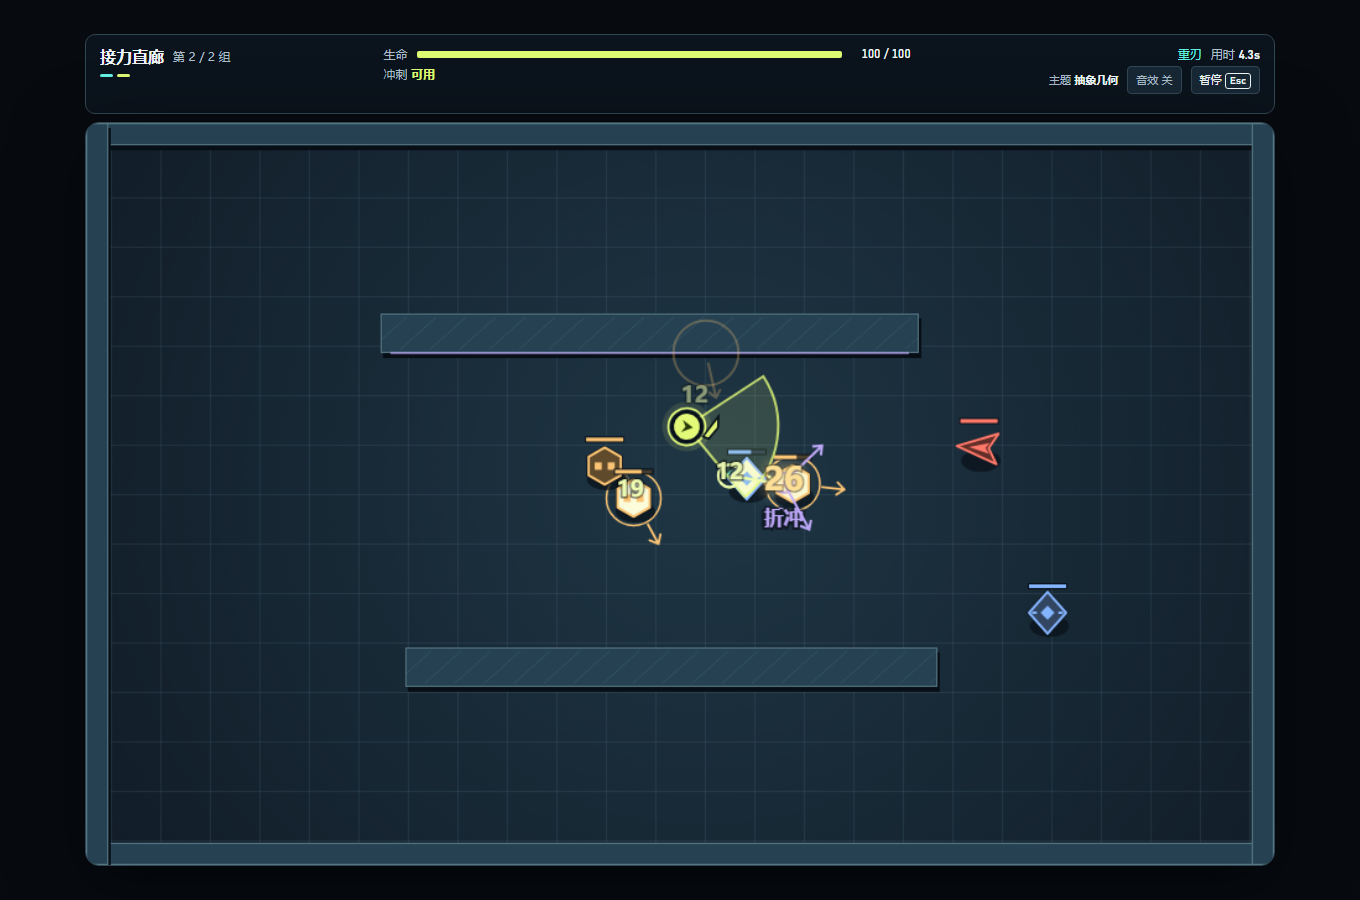 接力直廊 第 2 / 2 组
生命 100 / 100
冲刺 可用
重刃 用时 4.3s
主题 抽象几何 音效 关 暂停 Esc
12
12
26
19
折冲